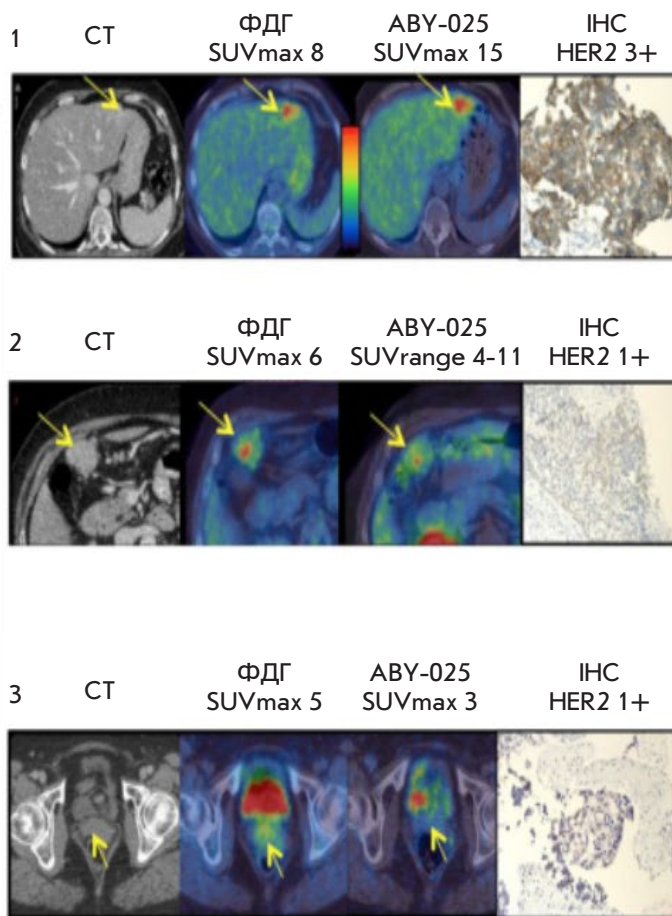 1 CT ФДГ ABY-025 IHC
SUVmax 8 SUVmax 15 HER2 3+
2 CT ФДГ ABY-025 IHC
SUVmax 6 SUVrange 4-11 HER2 1+
3 CT ФДГ ABY-025 IHC
SUVmax 5 SUVmax 3 HER2 1+